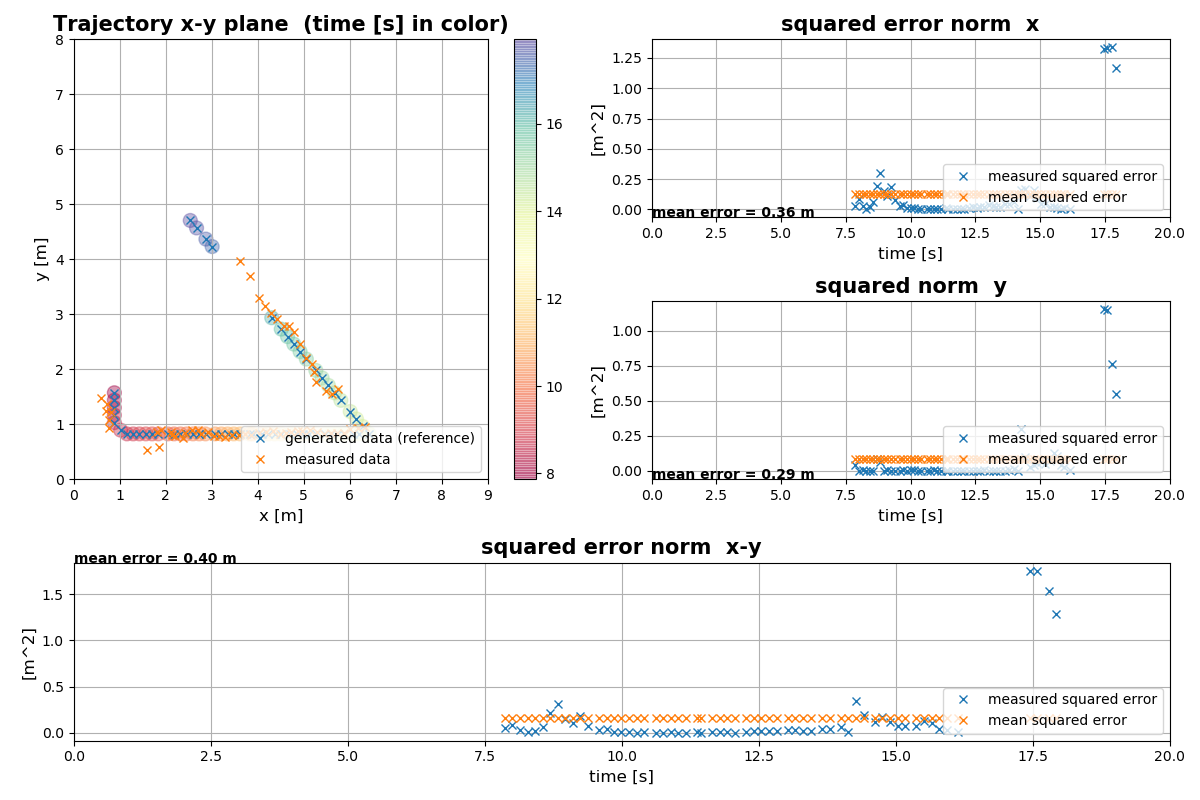 Trajectory x-y plane  (time [s] in color)
8
7
6
5
4
3
2
1
0
y [m]
0 1 2 3 4 5 6 7 8 9
x [m]
generated data (reference)
measured data
16
14
12
10
8
squared error norm  x
1.25
1.00
0.75
0.50
0.25
0.00
[m^2]
measured squared error
mean squared error
mean error = 0.36 m
0.0 2.5 5.0 7.5 10.0 12.5 15.0 17.5 20.0
time [s]
squared norm  y
1.00
0.75
0.50
0.25
0.00
[m^2]
measured squared error
mean squared error
mean error = 0.29 m
0.0 2.5 5.0 7.5 10.0 12.5 15.0 17.5 20.0
time [s]
squared error norm  x-y
mean error = 0.40 m
1.5
1.0
0.5
0.0
[m^2]
measured squared error
mean squared error
0.0 2.5 5.0 7.5 10.0 12.5 15.0 17.5 20.0
time [s]